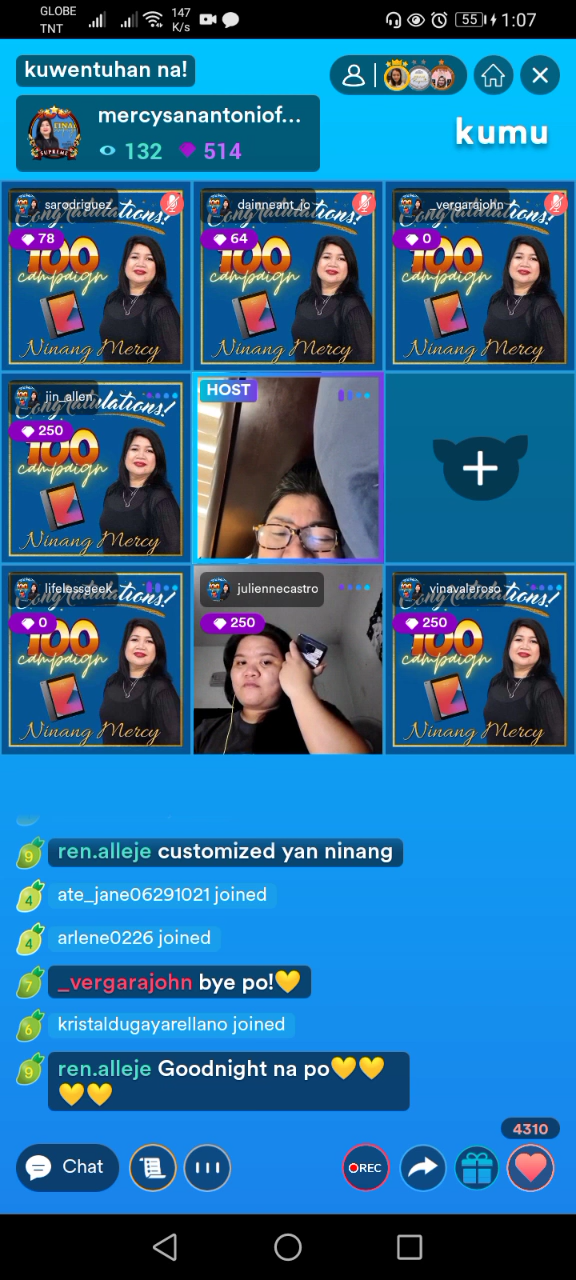 GLOBE
TNT
147
K/s
55
1:07
kuwentuhan na!
mercysanantoniof...
132
514
kumu
sarodriguez_
78
Congratulations!
100
campaign
Ninang Mercy
dainneant_jo
64
Congratulations!
100
campaign
Ninang Mercy
_vergarajohn
0
Congratulations!
100
campaign
Ninang Mercy
jin_allen
250
Congratulations!
100
campaign
Ninang Mercy
HOST
lifelessgeek_
0
Congratulations!
100
campaign
Ninang Mercy
juliennecastro
250
vinavaleroso
250
Congratulations!
100
campaign
Ninang Mercy
9 ren.alleje customized yan ninang
4 ate_jane06291021 joined
4 arlene0226 joined
7 _vergarajohn bye po!💛
6 kristaldugayarellano joined
9 ren.alleje Goodnight na po💛💛
💛💛
4310
Chat
REC